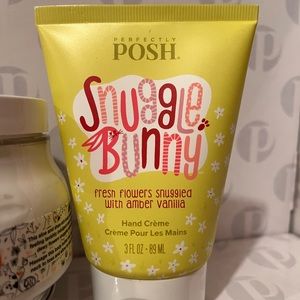 PERFECTLY
POSH®
Snuggle
Bunny
fresh flowers snuggled
with amber vanilla
Hand Crème
Crème Pour Les Mains
3 FL OZ - 89 ML